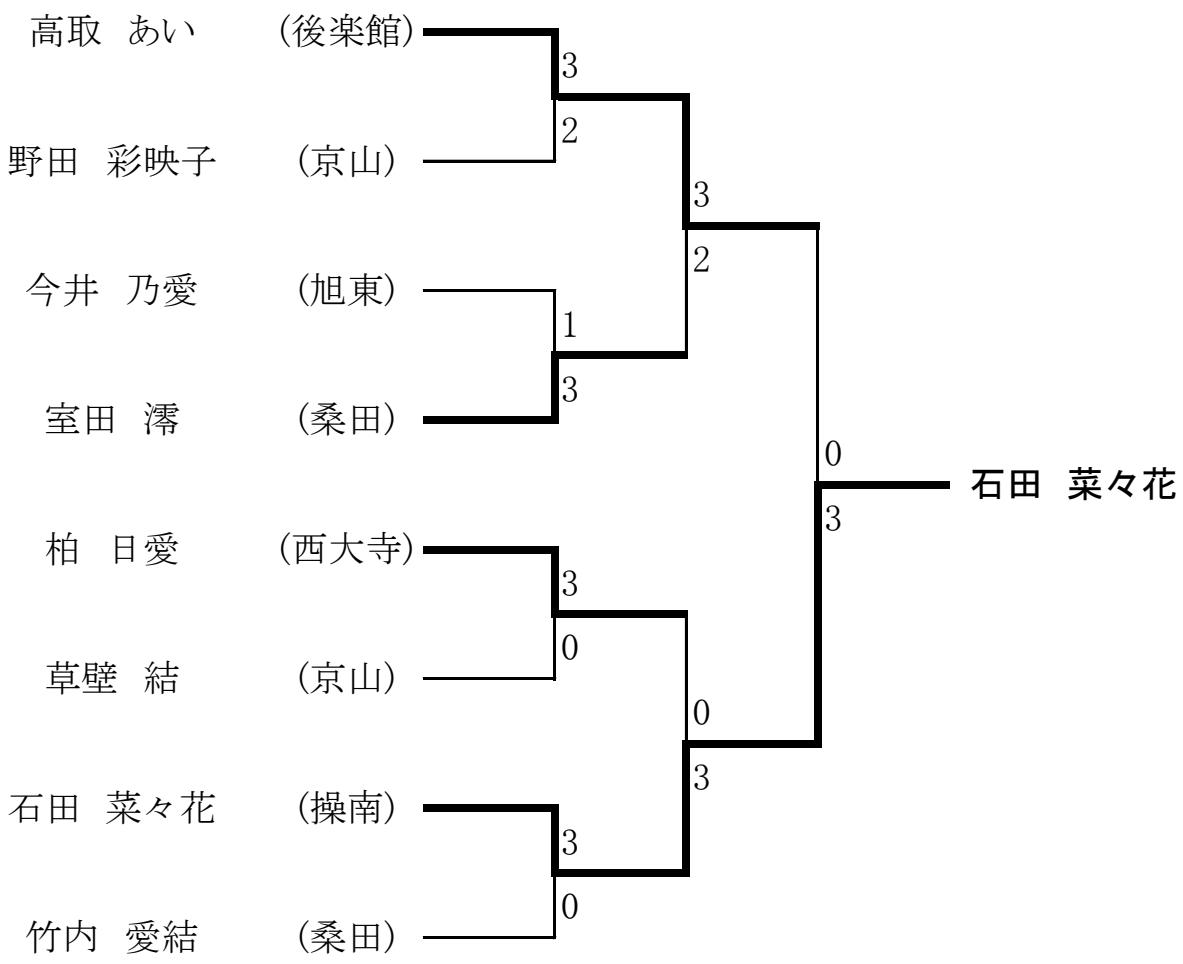 高取 あい (後楽館)
3
2
野田 彩映子 (京山)
3
2
今井 乃愛 (旭東)
1
3
室田 澪 (桑田)
0
石田 菜々花
3
柏 日愛 (西大寺)
3
0
草壁 結 (京山)
0
3
石田 菜々花 (操南)
3
0
竹内 愛結 (桑田)